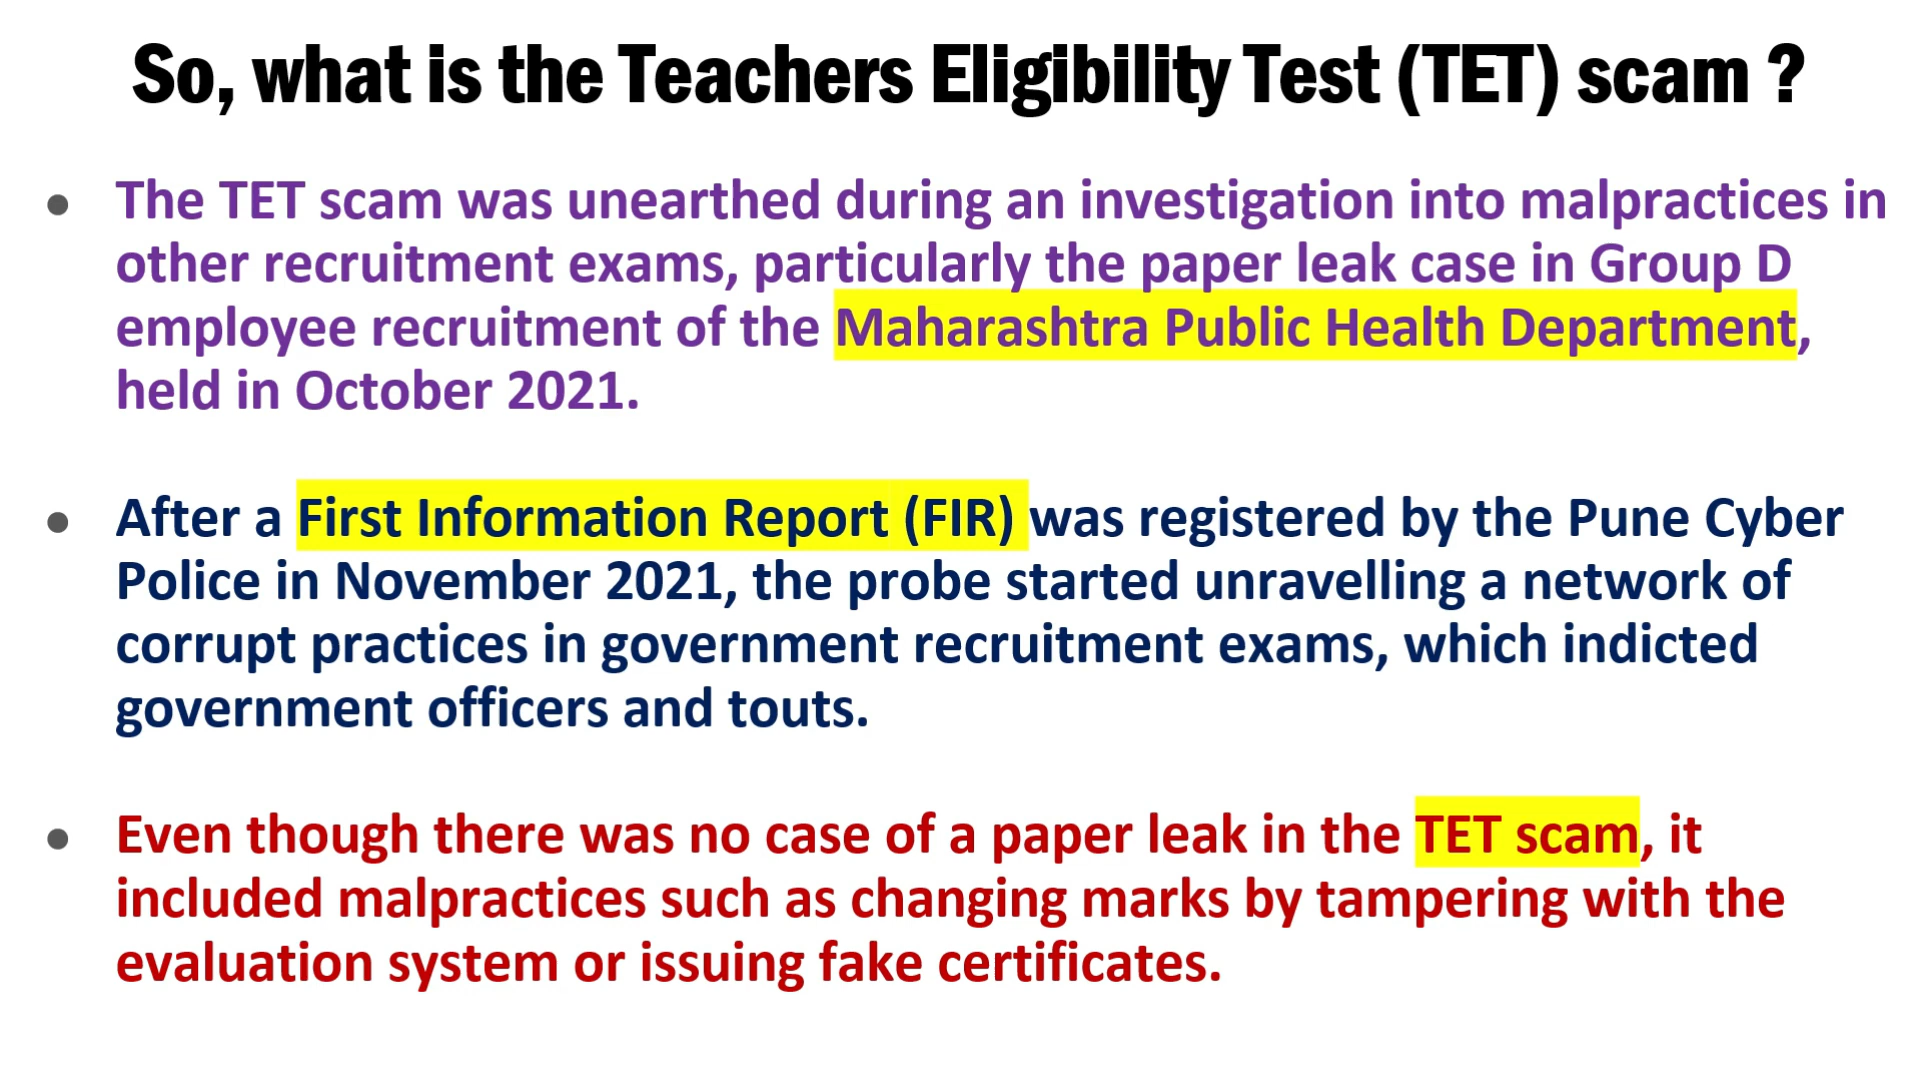 So, what is the Teachers Eligibility Test (TET) scam ?
• The TET scam was unearthed during an investigation into malpractices in
other recruitment exams, particularly the paper leak case in Group D
employee recruitment of the Maharashtra Public Health Department,
held in October 2021.
• After a First Information Report (FIR) was registered by the Pune Cyber
Police in November 2021, the probe started unravelling a network of
corrupt practices in government recruitment exams, which indicted
government officers and touts.
• Even though there was no case of a paper leak in the TET scam, it
included malpractices such as changing marks by tampering with the
evaluation system or issuing fake certificates.